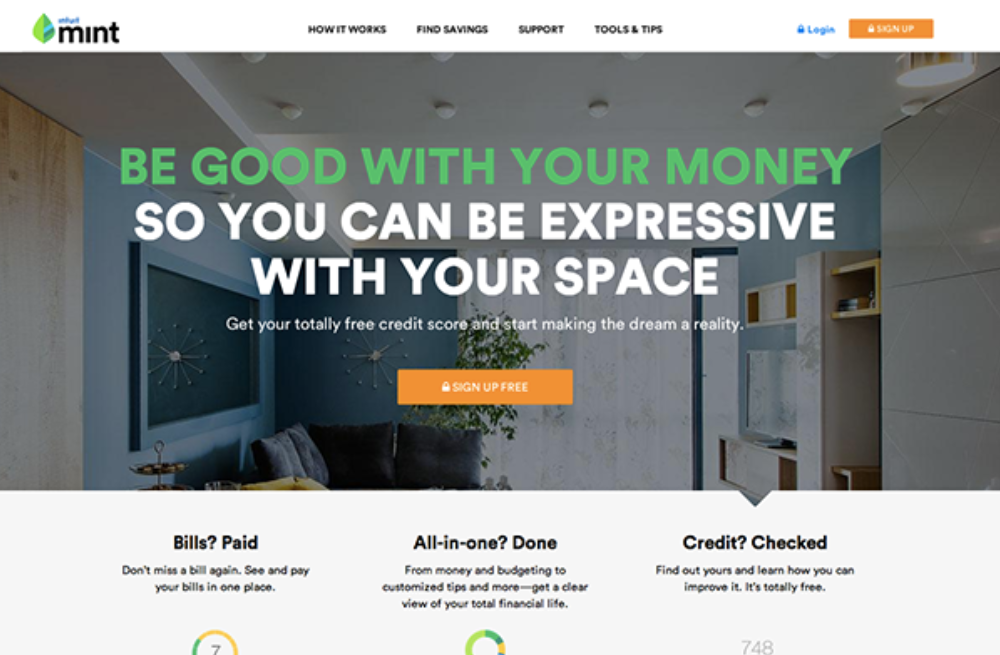 intuit
mint
HOW IT WORKS FIND SAVINGS SUPPORT TOOLS & TIPS Login SIGN UP
BE GOOD WITH YOUR MONEY
SO YOU CAN BE EXPRESSIVE
WITH YOUR SPACE
Get your totally free credit score and start making the dream a reality.
SIGN UP FREE
Bills? Paid
Don't miss a bill again. See and pay
your bills in one place.
All-in-one? Done
From money and budgeting to
customized tips and more—get a clear
view of your total financial life.
Credit? Checked
Find out yours and learn how you can
improve it. It's totally free.
7
748